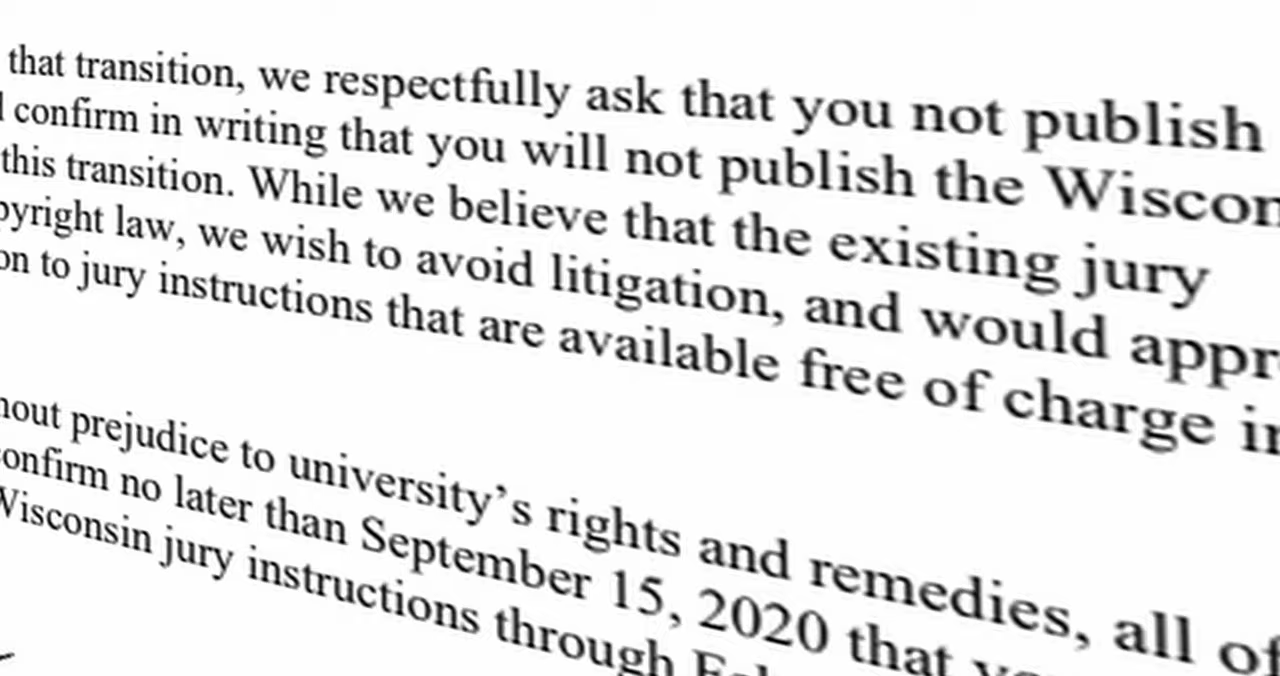 that transition, we respectfully ask that you not publish
confirm in writing that you will not publish the Wiscon
this transition. While we believe that the existing jury
pyright law, we wish to avoid litigation, and would appr
on to jury instructions that are available free of charge in
hout prejudice to university’s rights and remedies, all of
confirm no later than September 15, 2020 that yo
Wisconsin jury instructions through Feb